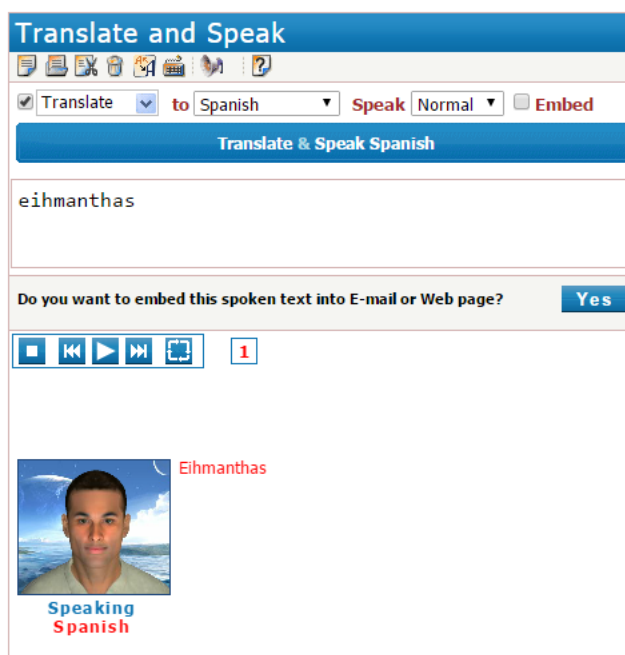 Translate and Speak
Translate to Spanish Speak Normal Embed
Translate & Speak Spanish
eihmanthas
Do you want to embed this spoken text into E-mail or Web page? Yes
1
Eihmanthas
Speaking
Spanish